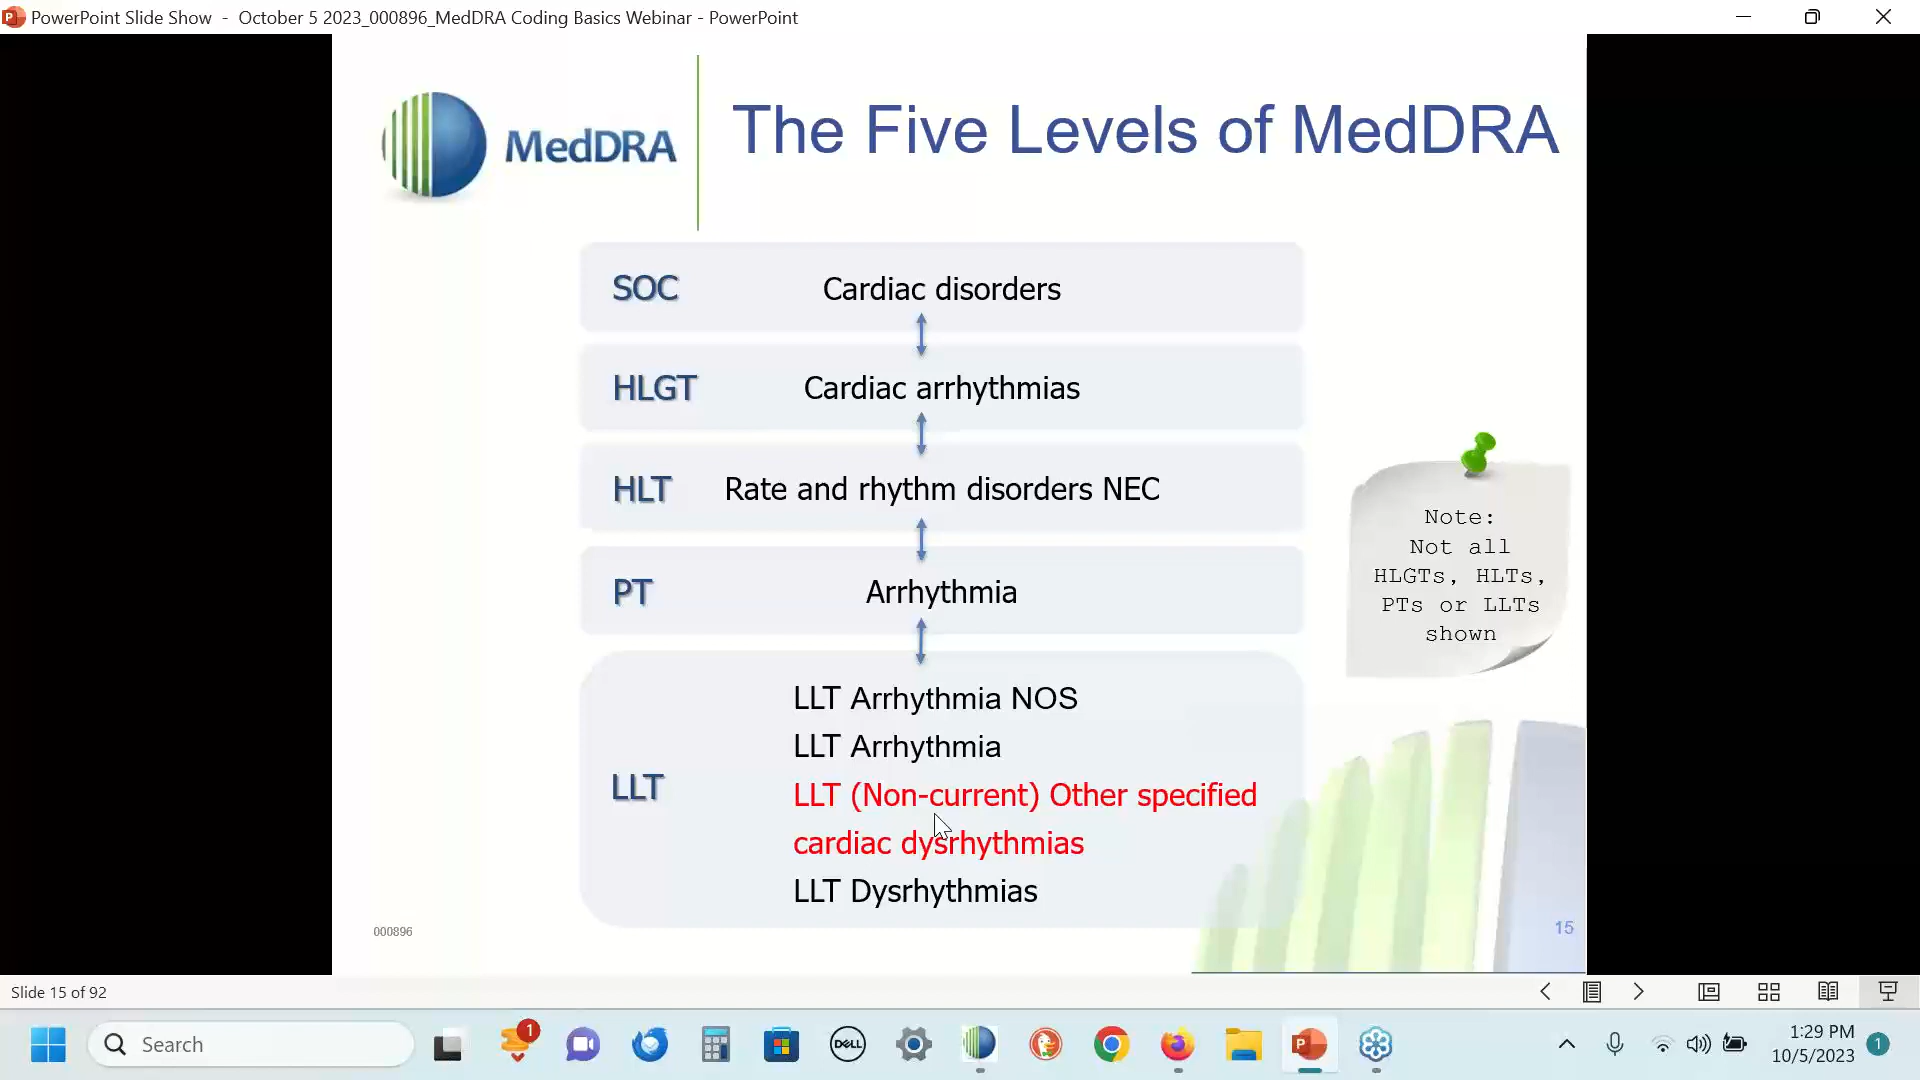 PowerPoint Slide Show - October 5 2023_000896_MedDRA Coding Basics Webinar - PowerPoint
MedDRA
The Five Levels of MedDRA
SOC Cardiac disorders
HLGT Cardiac arrhythmias
HLT Rate and rhythm disorders NEC
PT Arrhythmia
LLT
LLT Arrhythmia NOS
LLT Arrhythmia
LLT (Non-current) Other specified
cardiac dysrhythmias
LLT Dysrhythmias
Note:
Not all
HLGTs, HLTs,
PTs or LLTs
shown
000896
15
Slide 15 of 92
Search
1
DELL
1:29 PM
10/5/2023
1